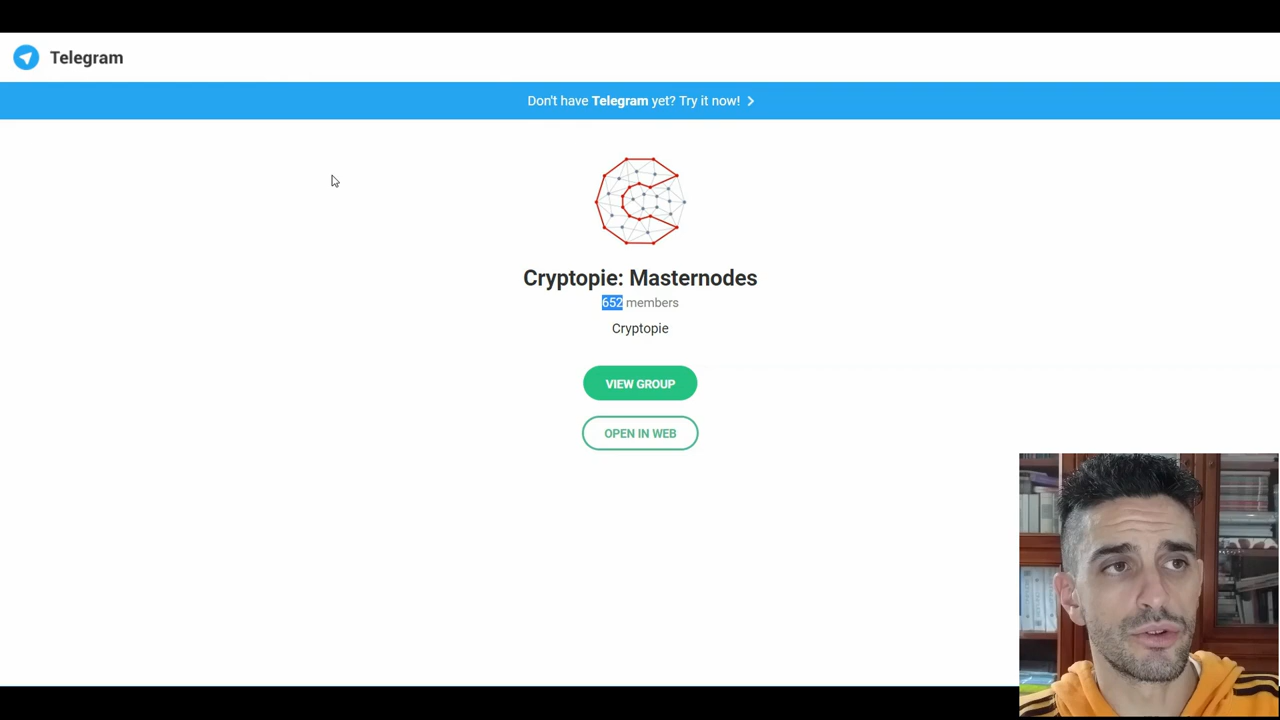 Telegram
Don't have Telegram yet? Try it now!
Cryptopie: Masternodes
652 members
Cryptopie
VIEW GROUP
OPEN IN WEB